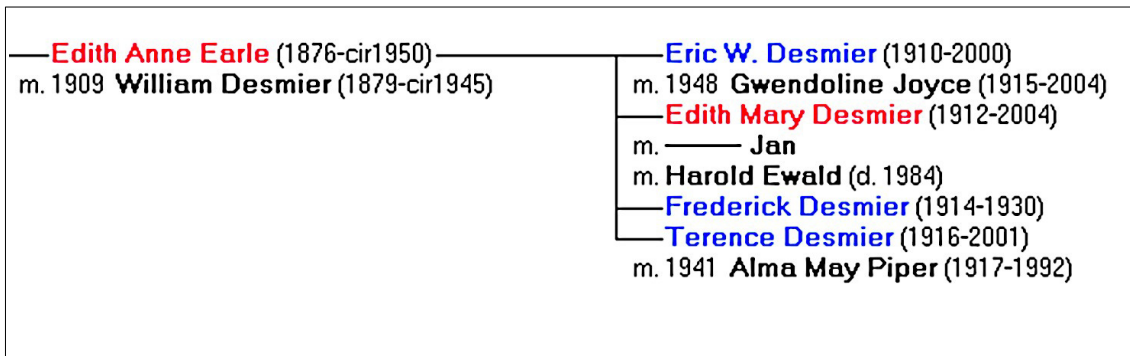 Edith Anne Earle (1876-cir1950)
m. 1909 William Desmier (1879-cir1945)
Eric W. Desmier (1910-2000)
m. 1948 Gwendoline Joyce (1915-2004)
Edith Mary Desmier (1912-2004)
m. ——— Jan
m. Harold Ewald (d. 1984)
Frederick Desmier (1914-1930)
Terence Desmier (1916-2001)
m. 1941 Alma May Piper (1917-1992)